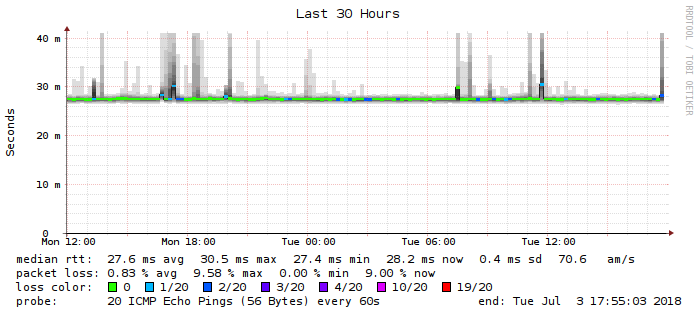 Last 30 Hours
RRDTOOL / TOBI OETIKER
Seconds
40 m
30 m
20 m
10 m
0
Mon 12:00 Mon 18:00 Tue 00:00 Tue 06:00 Tue 12:00
median rtt: 27.6 ms avg 30.5 ms max 27.4 ms min 28.2 ms now 0.4 ms sd 70.6 am/s
packet loss: 0.83 % avg 9.58 % max 0.00 % min 9.00 % now
loss color: 0 1/20 2/20 3/20 4/20 10/20 19/20
probe: 20 ICMP Echo Pings (56 Bytes) every 60s end: Tue Jul 3 17:55:03 2018